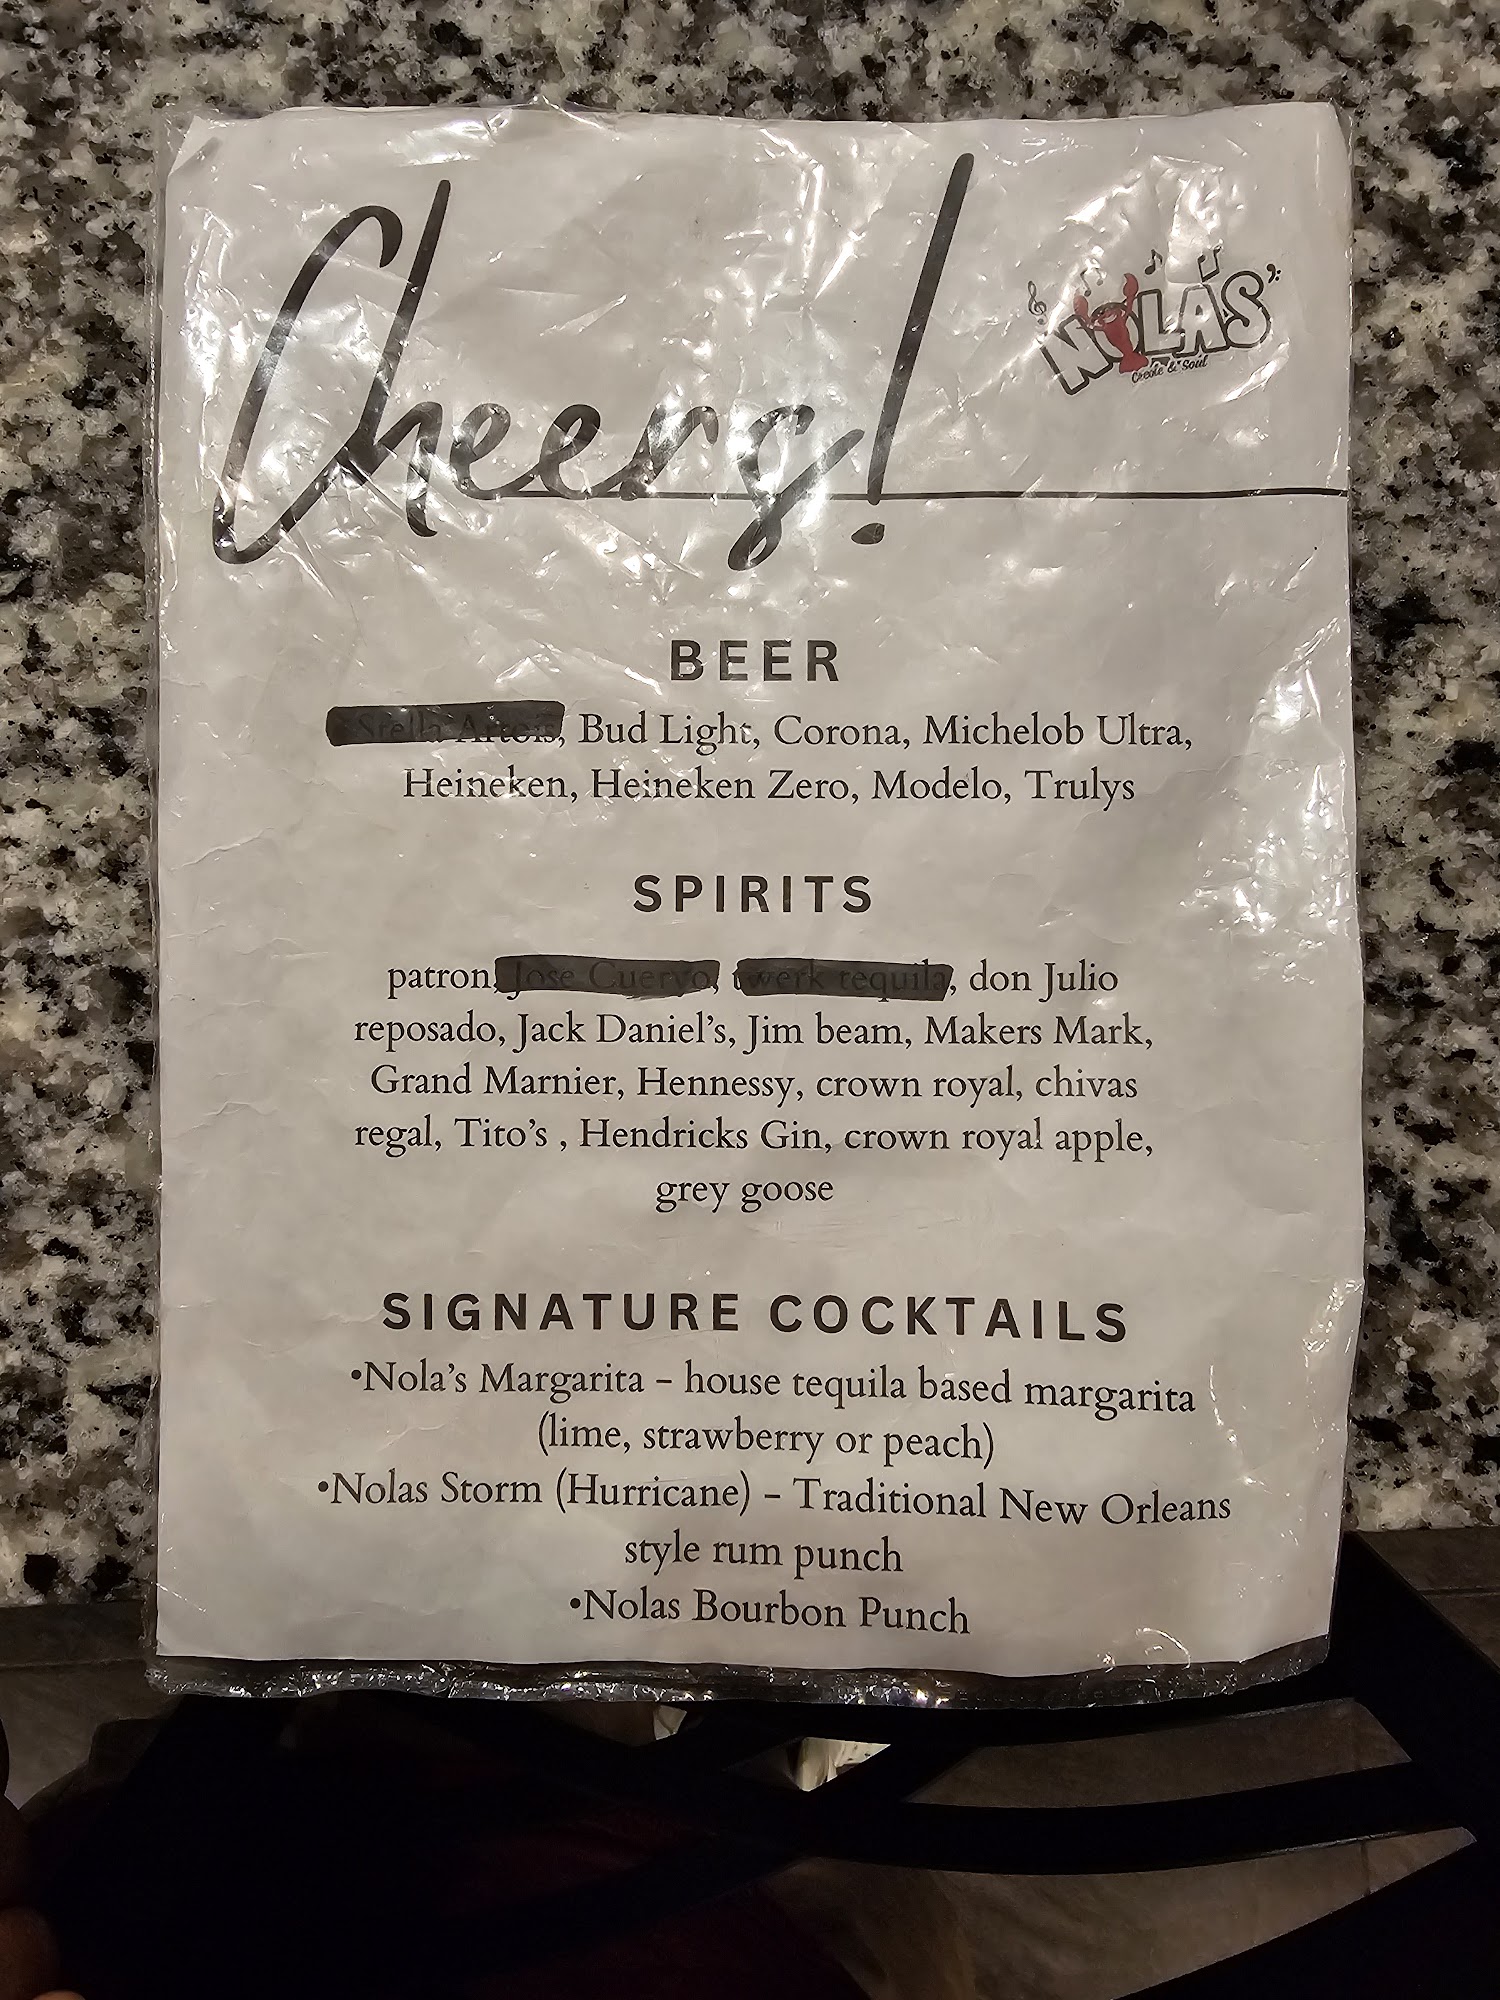 Cheers!
NOLA'S
Creole & Soul
BEER
Stella Artois, Bud Light, Corona, Michelob Ultra,
Heineken, Heineken Zero, Modelo, Trulys
SPIRITS
patron, Jose Cuervo, twerk tequila, don Julio
reposado, Jack Daniel's, Jim beam, Makers Mark,
Grand Marnier, Hennessy, crown royal, chivas
regal, Tito's , Hendricks Gin, crown royal apple,
grey goose
SIGNATURE COCKTAILS
•Nola's Margarita – house tequila based margarita
(lime, strawberry or peach)
•Nolas Storm (Hurricane) – Traditional New Orleans
style rum punch
•Nolas Bourbon Punch